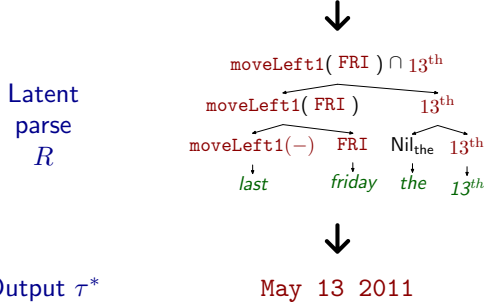 moveLeft1( FRI ) ∩ 13th
Latent
parse
R
moveLeft1( FRI ) 13th
moveLeft1(−) FRI Nilthe 13th
last friday the 13th
Output τ* May 13 2011